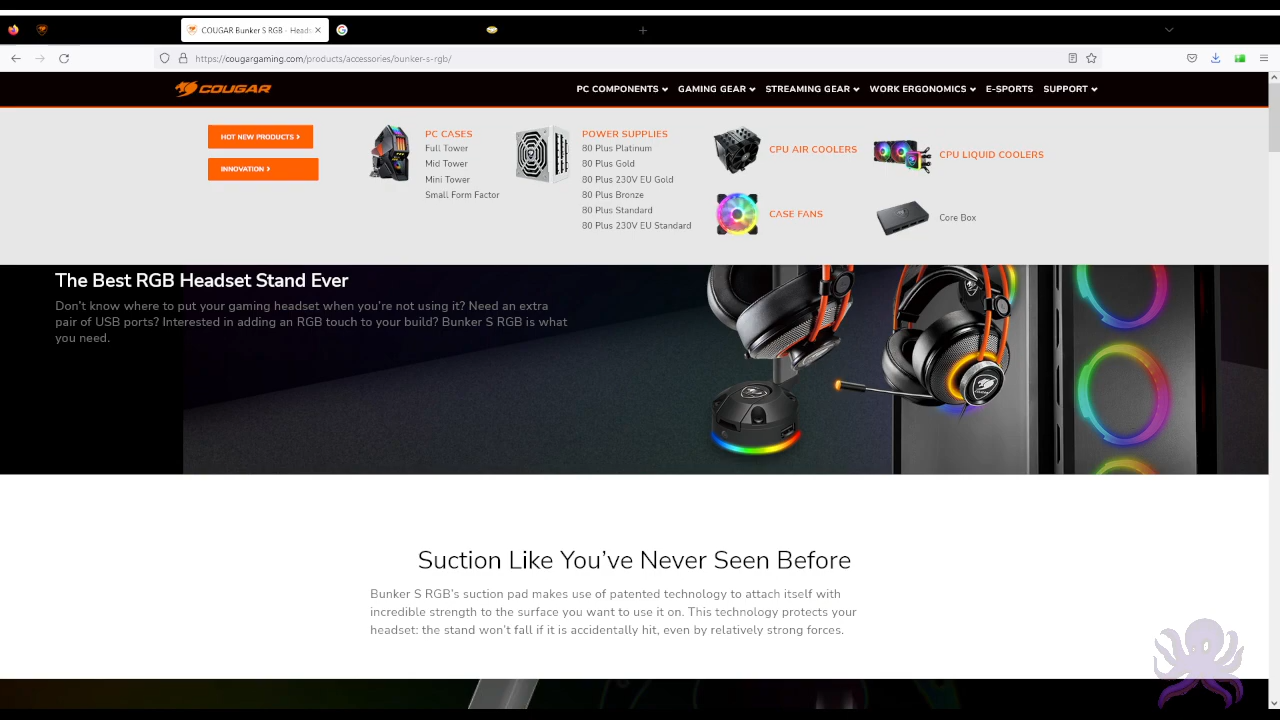 COUGAR Bunker S RGB - Heads
https://cougargaming.com/products/accessories/bunker-s-rgb/
COUGAR
PC COMPONENTS
GAMING GEAR
STREAMING GEAR
WORK ERGONOMICS
E-SPORTS
SUPPORT
HOT NEW PRODUCTS
INNOVATION
PC CASES
Full Tower
Mid Tower
Mini Tower
Small Form Factor
POWER SUPPLIES
80 Plus Platinum
80 Plus Gold
80 Plus 230V EU Gold
80 Plus Bronze
80 Plus Standard
80 Plus 230V EU Standard
CPU AIR COOLERS
CASE FANS
CPU LIQUID COOLERS
Core Box
The Best RGB Headset Stand Ever
Don't know where to put your gaming headset when you're not using it? Need an extra
pair of USB ports? Interested in adding an RGB touch to your build? Bunker S RGB is what
you need.
Suction Like You’ve Never Seen Before
Bunker S RGB’s suction pad makes use of patented technology to attach itself with
incredible strength to the surface you want to use it on. This technology protects your
headset: the stand won’t fall if it is accidentally hit, even by relatively strong forces.